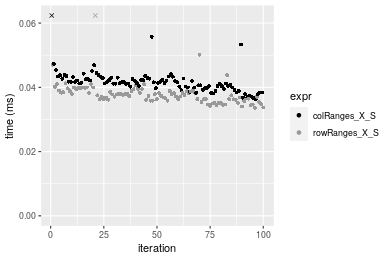 0.06
0.04
0.02
0.00
time (ms)
0
25
50
75
100
iteration
expr
colRanges_X_S
rowRanges_X_S